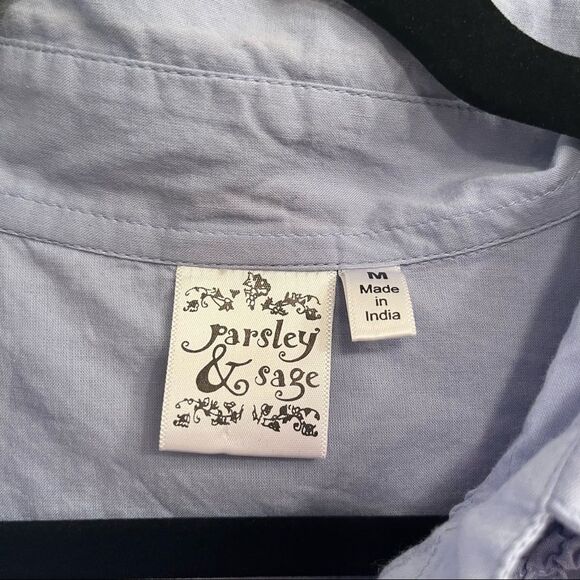 Parsley
& sage
M
Made
in
India